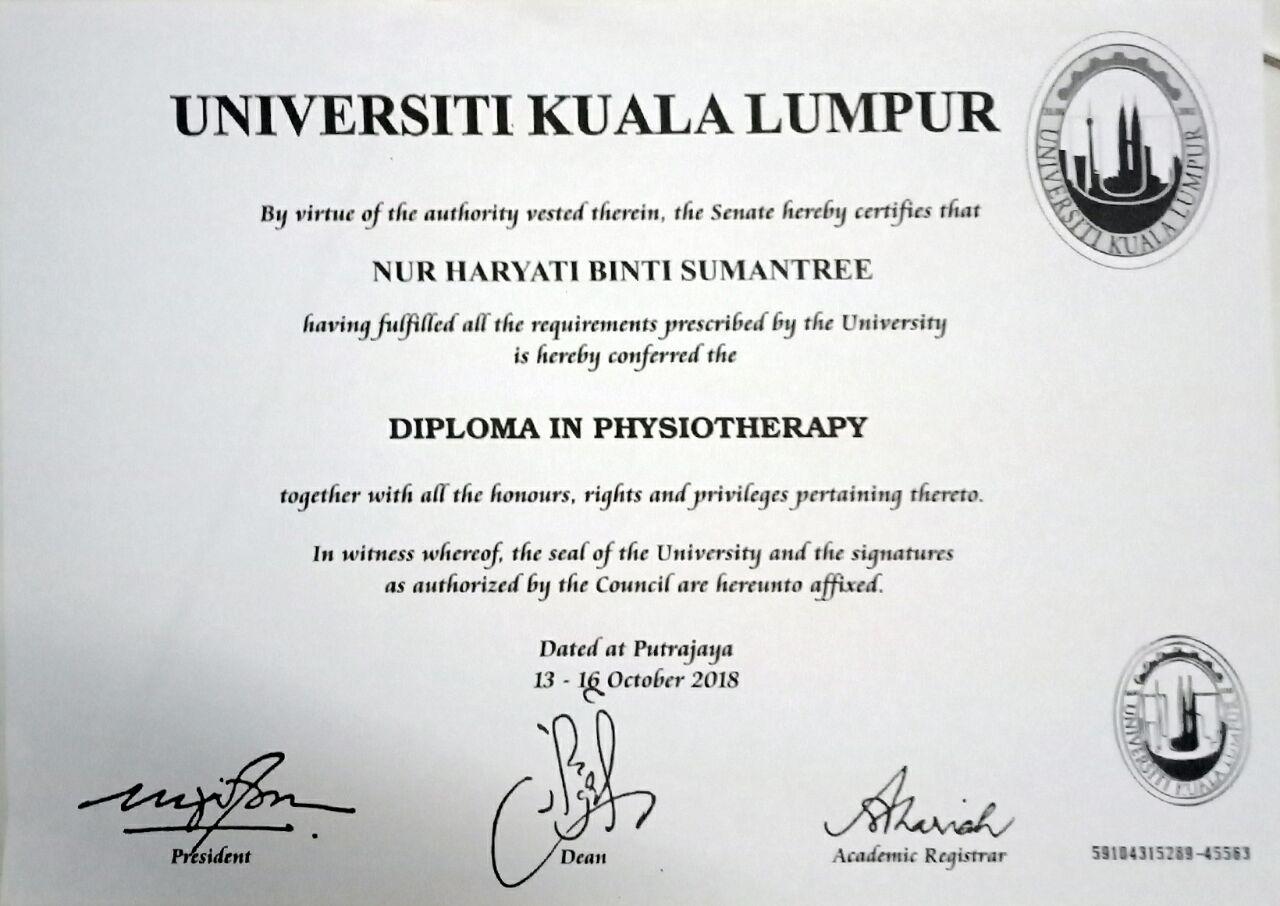 UNIVERSITI KUALA LUMPUR
UNIVERSITI KUALA LUMPUR
By virtue of the authority vested therein, the Senate hereby certifies that
NUR HARYATI BINTI SUMANTREE
having fulfilled all the requirements prescribed by the University
is hereby conferred the
DIPLOMA IN PHYSIOTHERAPY
together with all the honours, rights and privileges pertaining thereto.
In witness whereof, the seal of the University and the signatures
as authorized by the Council are hereunto affixed.
Dated at Putrajaya
13 - 16 October 2018
UNIVERSITI KUALA LUMPUR
President
Dean
Academic Registrar
59104315289-45563